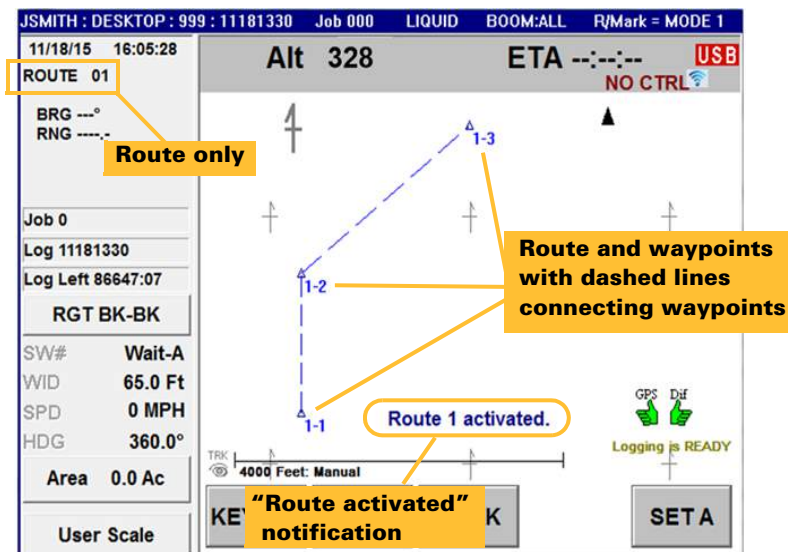 JSMITH : DESKTOP : 999 : 11181330 Job 000 LIQUID BOOM:ALL R/Mark = MODE 1
11/18/15 16:05:28
ROUTE 01
BRG ---°
RNG ----.-
Route only
Alt 328
ETA --:--:--
USB
NO CTRL
1-3
Job 0
Log 11181330
Log Left 86647:07
RGT BK-BK
SW# Wait-A
WID 65.0 Ft
SPD 0 MPH
HDG 360.0°
Area 0.0 Ac
User Scale
Route and waypoints
with dashed lines
connecting waypoints
1-2
1-1
Route 1 activated.
GPS Dif
Logging is READY
TRK
4000 Feet: Manual
"Route activated"
notification
KE
K
SET A